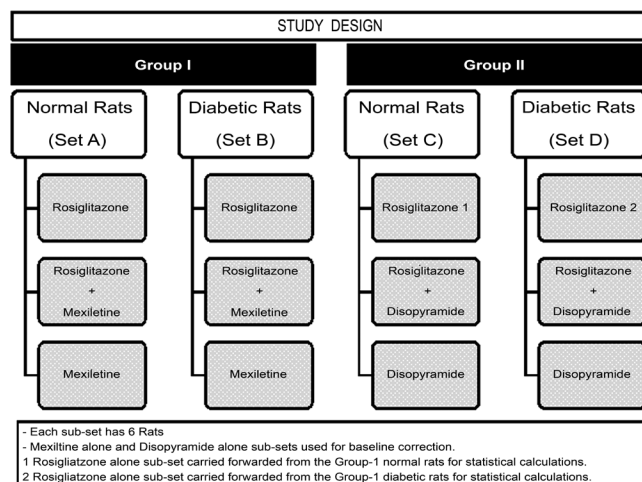 STUDY DESIGN
Group I
Group II
Normal Rats
(Set A)
Diabetic Rats
(Set B)
Normal Rats
(Set C)
Diabetic Rats
(Set D)
Rosiglitazone
Rosiglitazone
Rosiglitazone 1
Rosiglitazone 2
Rosiglitazone
+
Mexiletine
Rosiglitazone
+
Mexiletine
Rosiglitazone
+
Disopyramide
Rosiglitazone
+
Disopyramide
Mexiletine
Mexiletine
Disopyramide
Disopyramide
- Each sub-set has 6 Rats
- Mexiltine alone and Disopyramide alone sub-sets used for baseline correction.
1 Rosigliatzone alone sub-set carried forwarded from the Group-1 normal rats for statistical calculations.
2 Rosigliatzone alone sub-set carried forwarded from the Group-1 diabetic rats for statistical calculations.